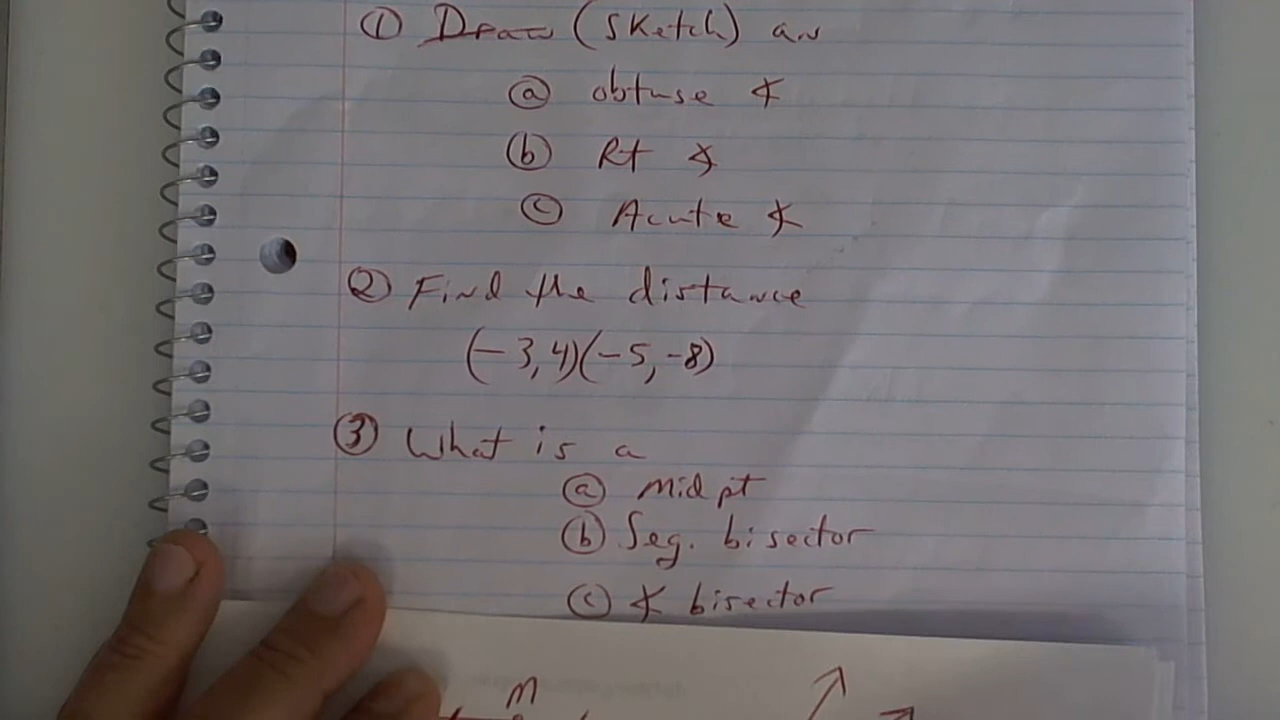 ① Draw (Sketch) an
ⓐ obtuse ∡
ⓑ Rt ∡
ⓒ Acute ∡
② Find the distance
(-3,4)(-5,-8)
③ What is a
ⓐ mid pt
ⓑ Seg. bisector
ⓒ ∡ bisector
m